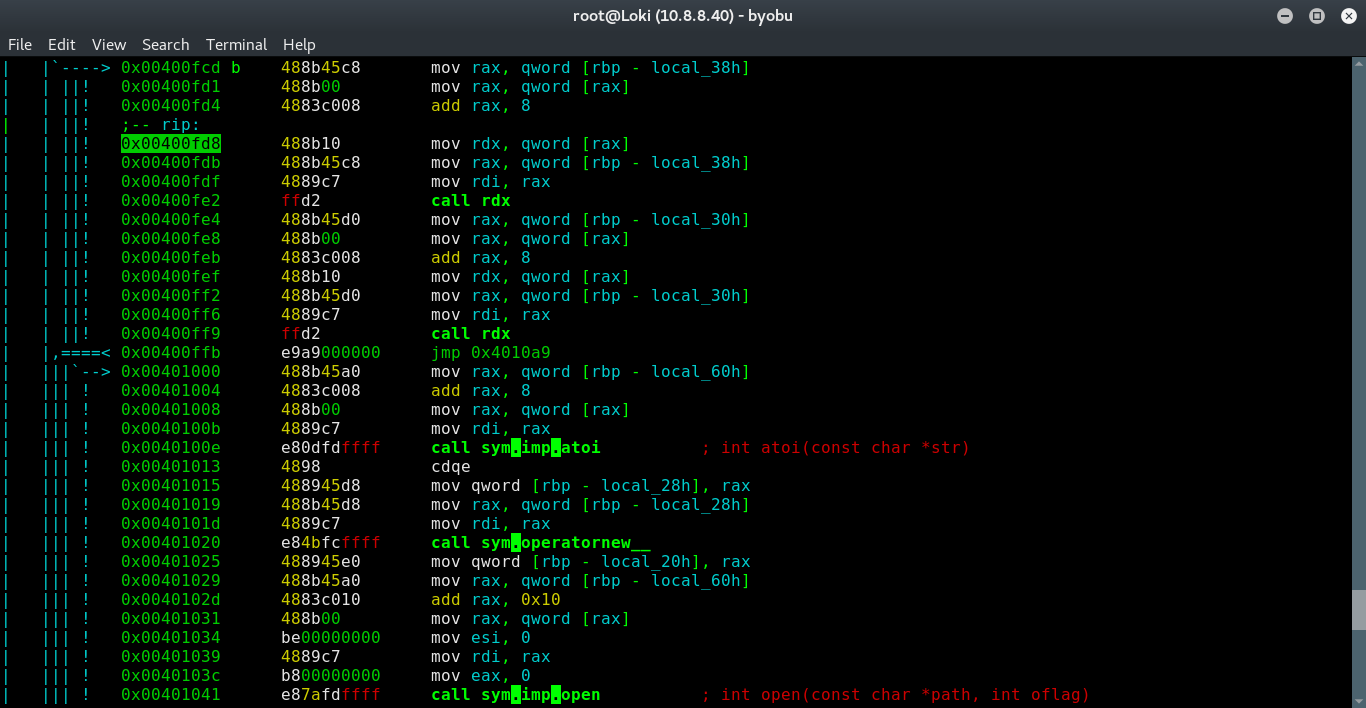 root@Loki (10.8.8.40) - byobu
File Edit View Search Terminal Help
|   |`----> 0x00400fcd b    488b45c8       mov rax, qword [rbp - local_38h]
|   | ||!   0x00400fd1      488b00         mov rax, qword [rax]
|   | ||!   0x00400fd4      4883c008       add rax, 8
|   | ||!   ;-- rip:
|   | ||!   0x00400fd8      488b10         mov rdx, qword [rax]
|   | ||!   0x00400fdb      488b45c8       mov rax, qword [rbp - local_38h]
|   | ||!   0x00400fdf      4889c7         mov rdi, rax
|   | ||!   0x00400fe2      ffd2           call rdx
|   | ||!   0x00400fe4      488b45d0       mov rax, qword [rbp - local_30h]
|   | ||!   0x00400fe8      488b00         mov rax, qword [rax]
|   | ||!   0x00400feb      4883c008       add rax, 8
|   | ||!   0x00400fef      488b10         mov rdx, qword [rax]
|   | ||!   0x00400ff2      488b45d0       mov rax, qword [rbp - local_30h]
|   | ||!   0x00400ff6      4889c7         mov rdi, rax
|   | ||!   0x00400ff9      ffd2           call rdx
|   |,====< 0x00400ffb      e9a9000000     jmp 0x4010a9
|   |||`--> 0x00401000      488b45a0       mov rax, qword [rbp - local_60h]
|   ||| !   0x00401004      4883c008       add rax, 8
|   ||| !   0x00401008      488b00         mov rax, qword [rax]
|   ||| !   0x0040100b      4889c7         mov rdi, rax
|   ||| !   0x0040100e      e80dfdffff     call sym.imp.atoi          ; int atoi(const char *str)
|   ||| !   0x00401013      4898           cdqe
|   ||| !   0x00401015      488945d8       mov qword [rbp - local_28h], rax
|   ||| !   0x00401019      488b45d8       mov rax, qword [rbp - local_28h]
|   ||| !   0x0040101d      4889c7         mov rdi, rax
|   ||| !   0x00401020      e84bfcffff     call sym.operatornew__
|   ||| !   0x00401025      488945e0       mov qword [rbp - local_20h], rax
|   ||| !   0x00401029      488b45a0       mov rax, qword [rbp - local_60h]
|   ||| !   0x0040102d      4883c010       add rax, 0x10
|   ||| !   0x00401031      488b00         mov rax, qword [rax]
|   ||| !   0x00401034      be00000000     mov esi, 0
|   ||| !   0x00401039      4889c7         mov rdi, rax
|   ||| !   0x0040103c      b800000000     mov eax, 0
|   ||| !   0x00401041      e87afdffff     call sym.imp.open          ; int open(const char *path, int oflag)